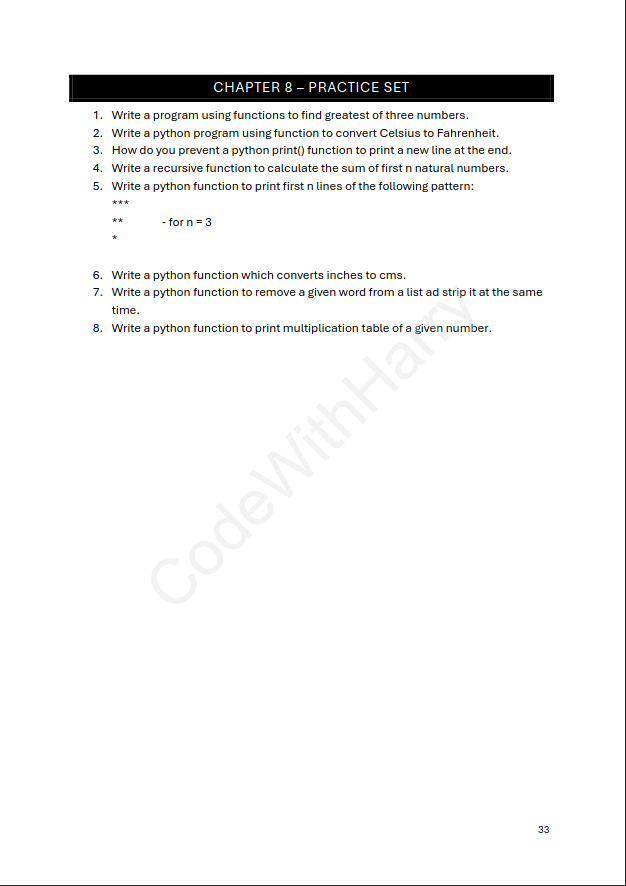 CHAPTER 8 – PRACTICE SET
1. Write a program using functions to find greatest of three numbers.
2. Write a python program using function to convert Celsius to Fahrenheit.
3. How do you prevent a python print() function to print a new line at the end.
4. Write a recursive function to calculate the sum of first n natural numbers.
5. Write a python function to print first n lines of the following pattern:
***
** - for n = 3
*
6. Write a python function which converts inches to cms.
7. Write a python function to remove a given word from a list ad strip it at the same
time.
8. Write a python function to print multiplication table of a given number.
CodeWithHarry
33